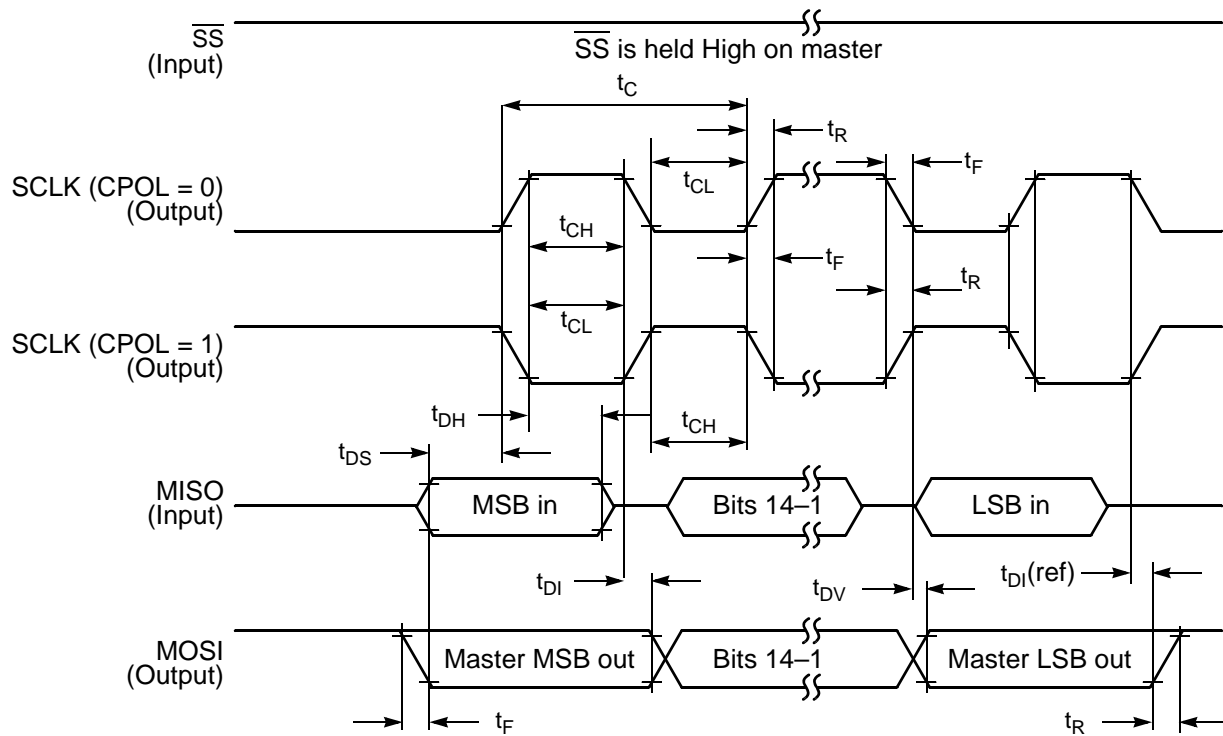 SS
(Input)
SS is held High on master
tC
tR
tF
SCLK (CPOL = 0)
(Output)
tCL
tCH
tF
tR
tCL
SCLK (CPOL = 1)
(Output)
tDH
tCH
tDS
MISO
(Input)
MSB in
Bits 14–1
LSB in
tDI
tDV
tDI(ref)
MOSI
(Output)
Master MSB out
Bits 14–1
Master LSB out
tF
tR